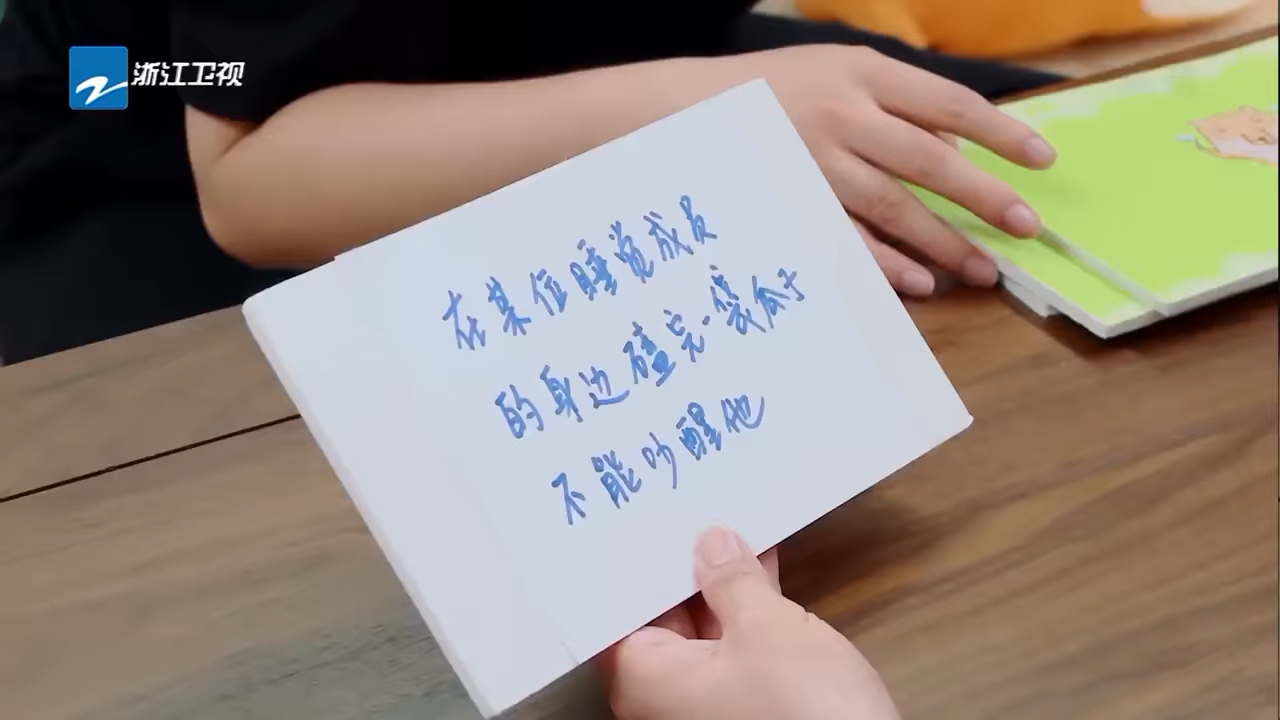 浙江卫视
在某位睡觉成员
的身边磕完一袋瓜子
不能吵醒他